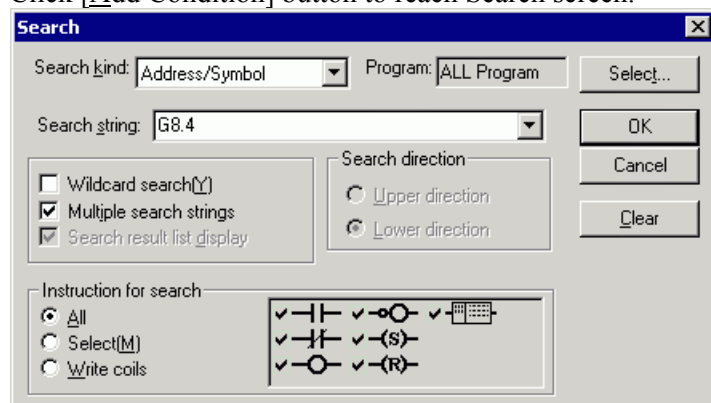 Click [Add Condition] button to reach Search screen.
Search
Search kind: Address/Symbol Program: ALL Program Select...
Search string: G8.4 OK
Search direction Cancel
Wildcard search(Y) Upper direction
Multiple search strings Clear
Search result list display Lower direction
Instruction for search
All
Select(M) (S)
Write coils (R)